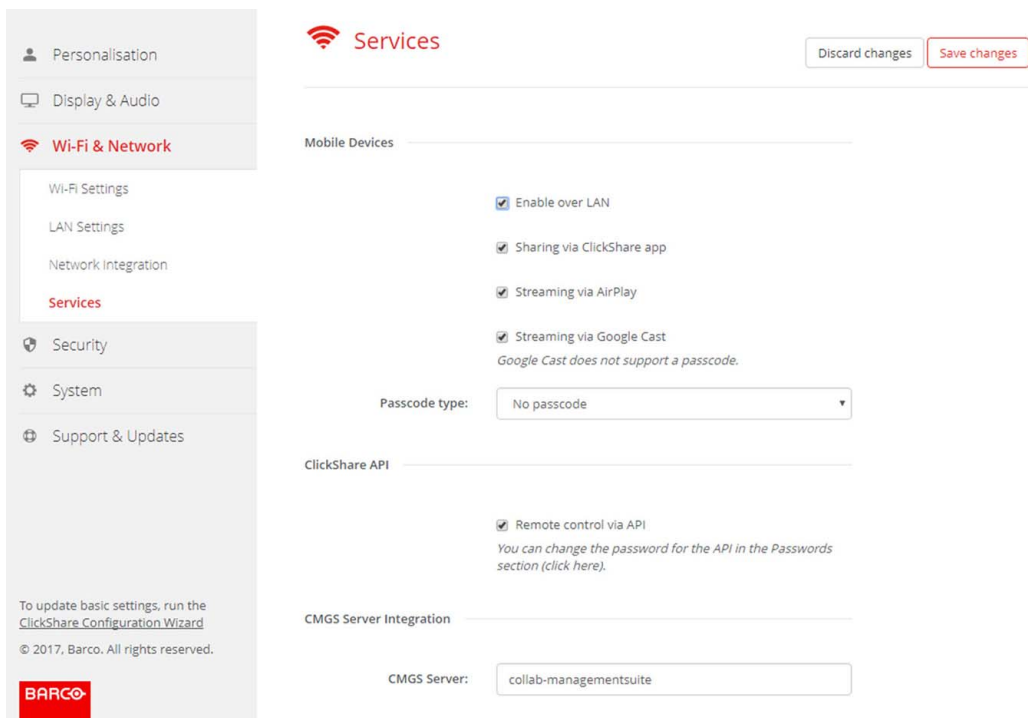 Personalisation
Display & Audio
Wi-Fi & Network
Wi-Fi Settings
LAN Settings
Network Integration
Services
Security
System
Support & Updates
To update basic settings, run the
ClickShare Configuration Wizard
© 2017, Barco. All rights reserved.
BARCO
Services
Discard changes
Save changes
Mobile Devices
Enable over LAN
Sharing via ClickShare app
Streaming via AirPlay
Streaming via Google Cast
Google Cast does not support a passcode.
Passcode type:
No passcode
ClickShare API
Remote control via API
You can change the password for the API in the Passwords
section (click here).
CMGS Server Integration
CMGS Server:
collab-managementsuite